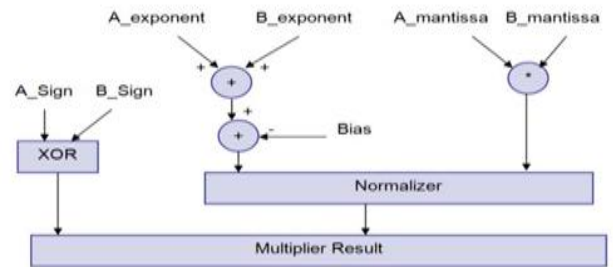 A_exponent B_exponent A_mantissa B_mantissa
+ + +
*
A_Sign B_Sign
+
+ - Bias
XOR
Normalizer
Multiplier Result